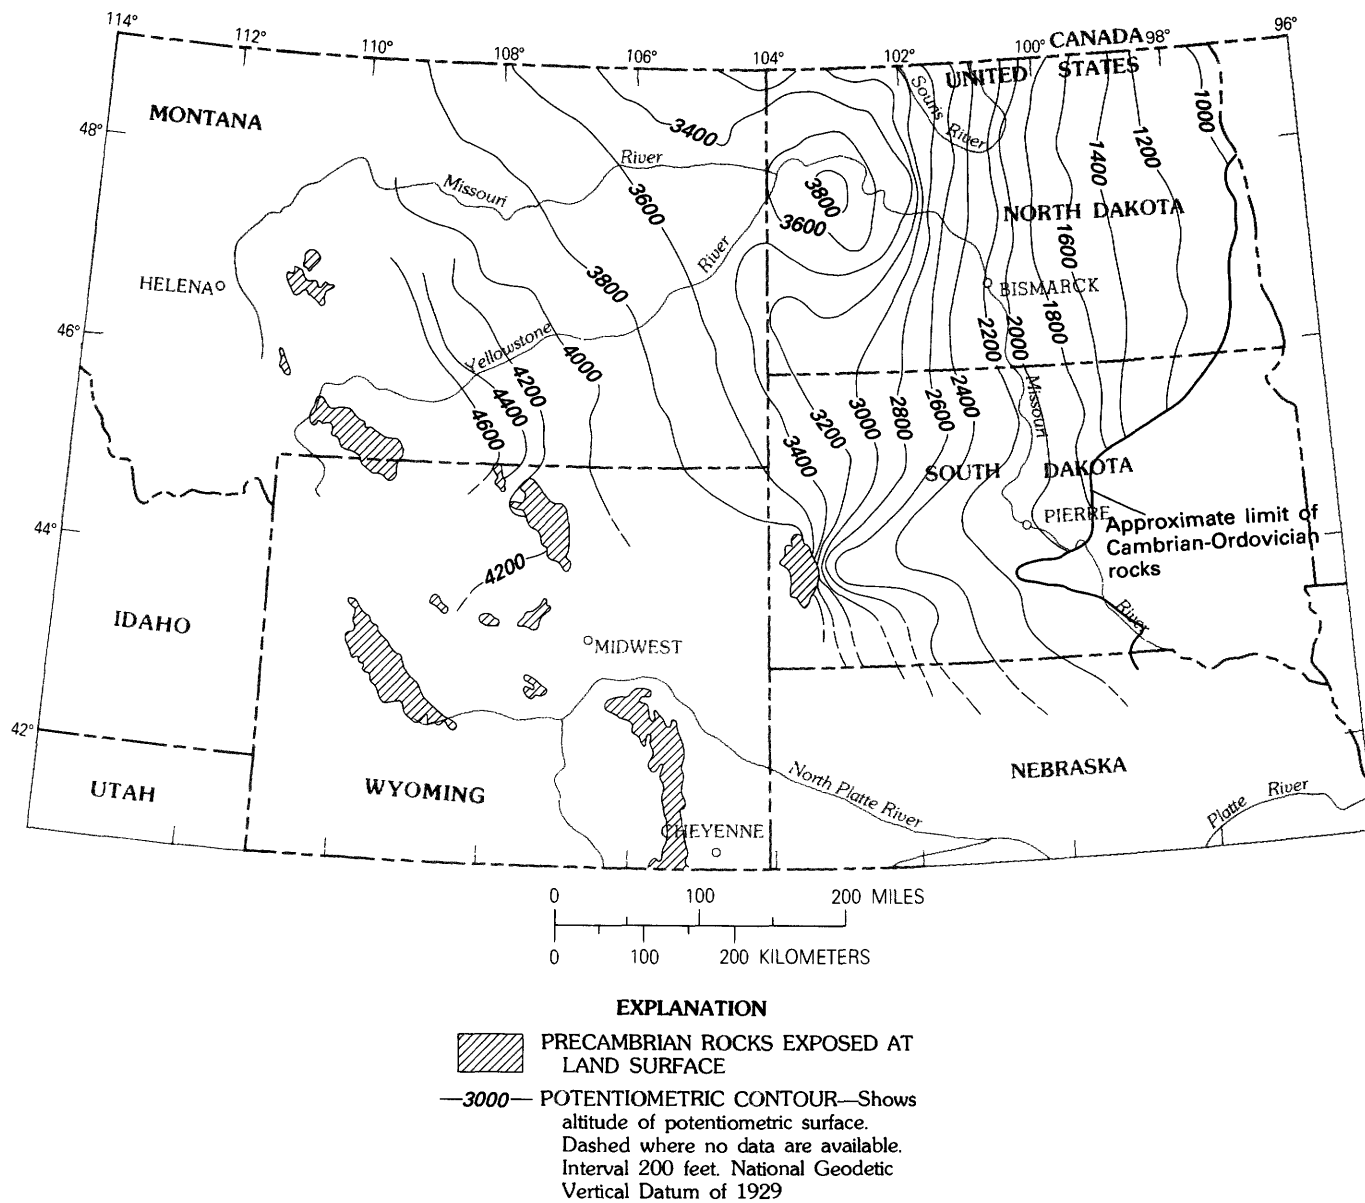 114°
112°
110°
108°
106°
104°
102°
100°
CANADA
98°
96°
UNITED STATES
MONTANA
48°
3400
Souris
River
1000
1200
1400
River
Missouri
3600
3800
3600
NORTH DAKOTA
1600
River
HELENA
3800
BISMARCK
1800
2000
2200
46°
Yellowstone
4000
4200
4400
4600
2400
2600
2800
3000
3200
3400
Missouri
SOUTH DAKOTA
PIERRE
44°
Approximate limit of
Cambrian-Ordovician
rocks
4200
IDAHO
River
MIDWEST
42°
UTAH
WYOMING
NEBRASKA
North Platte River
Platte River
CHEYENNE
0 100 200 MILES
0 100 200 KILOMETERS
EXPLANATION
PRECAMBRIAN ROCKS EXPOSED AT
LAND SURFACE
—3000— POTENTIOMETRIC CONTOUR—Shows
altitude of potentiometric surface.
Dashed where no data are available.
Interval 200 feet. National Geodetic
Vertical Datum of 1929